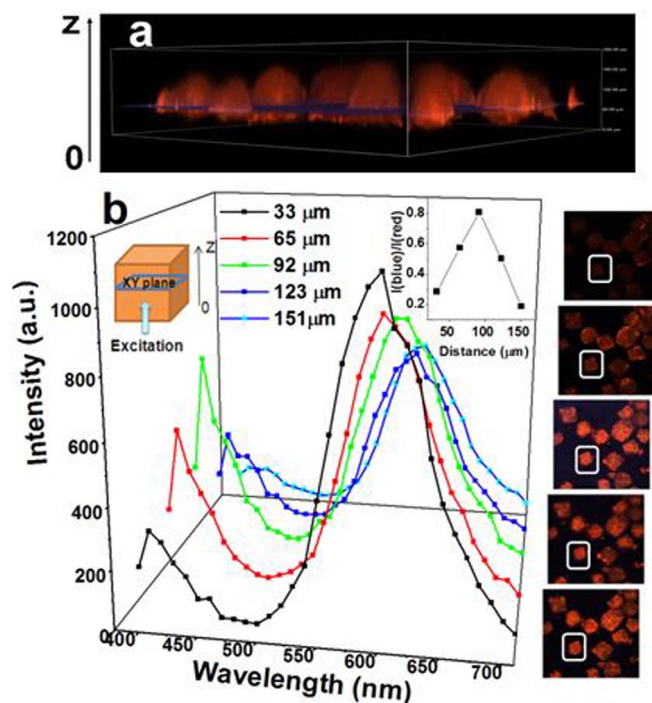 Z
a
0
b
33 μm
65 μm
92 μm
123 μm
151μm
XY plane
Z
0
Excitation
I(blue)/I(red)
0.8
0.6
0.4
0.2
50 100 150
Distance (μm)
Intensity (a.u.)
1200
1000
800
600
400
200
0
400 450 500 550 600 650 700
Wavelength (nm)